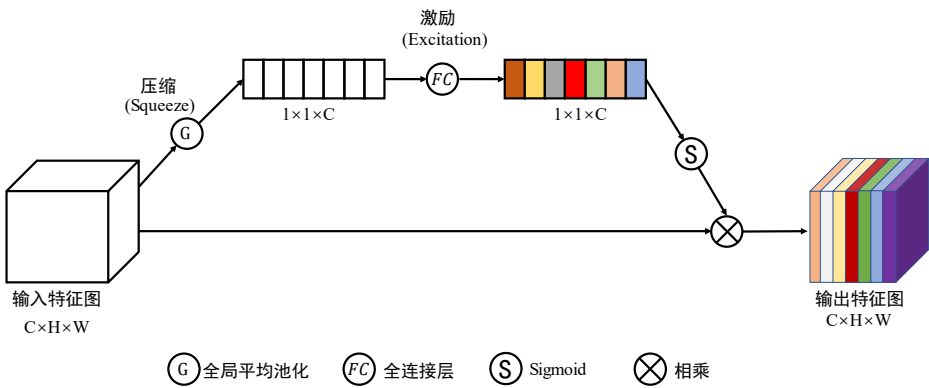 激励
(Excitation)
压缩
(Squeeze)
G
FC
1×1×C
1×1×C
S
输入特征图
C×H×W
输出特征图
C×H×W
G 全局平均池化 FC 全连接层 S Sigmoid 相乘